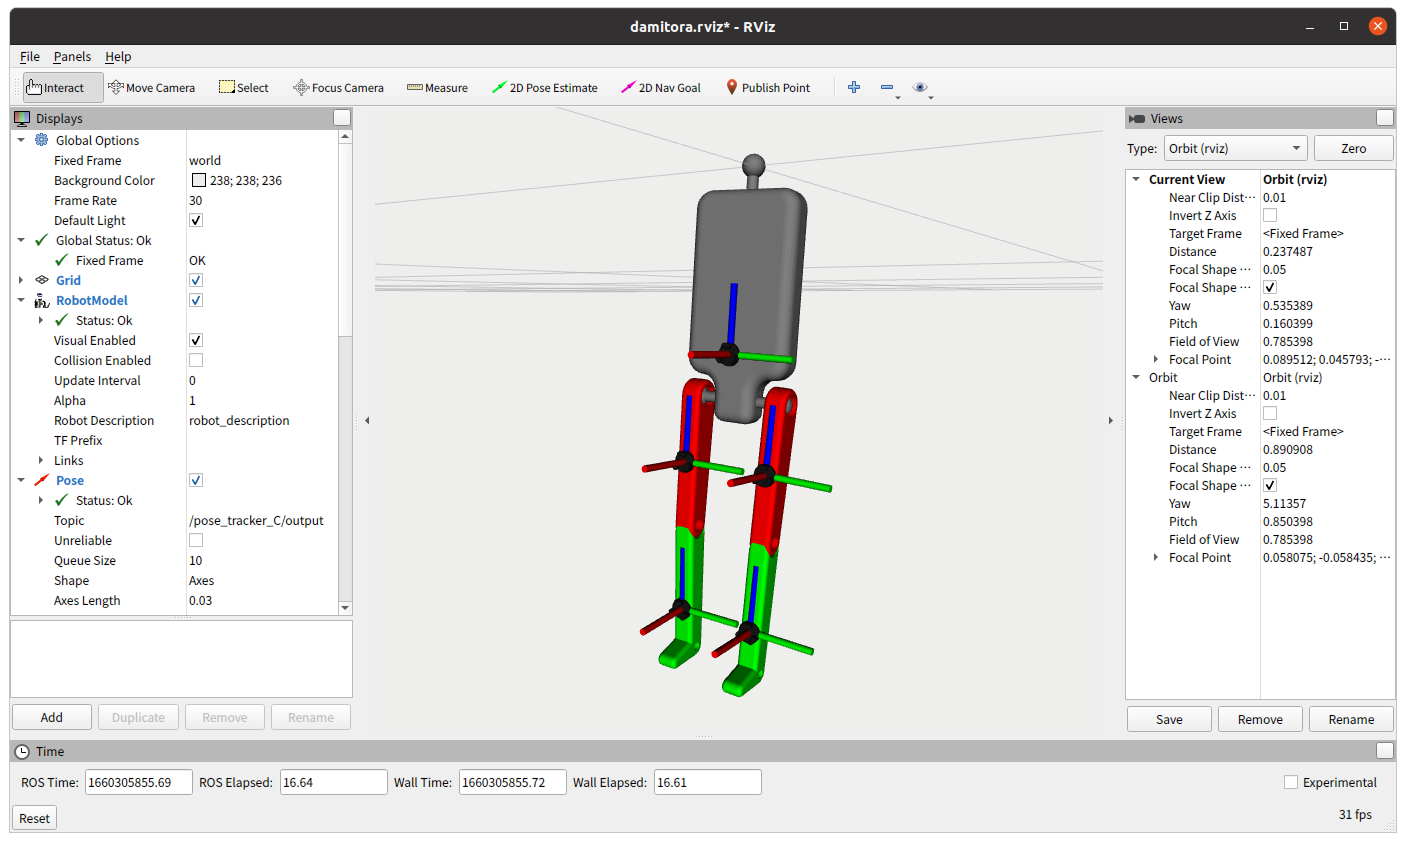 damitora.rviz* - RViz
File Panels Help
Interact Move Camera Select Focus Camera Measure 2D Pose Estimate 2D Nav Goal Publish Point
Displays
Global Options
Fixed Frame world
Background Color 238; 238; 236
Frame Rate 30
Default Light
Global Status: Ok
Fixed Frame OK
Grid
RobotModel
Status: Ok
Visual Enabled
Collision Enabled
Update Interval 0
Alpha 1
Robot Description robot_description
TF Prefix
Links
Pose
Status: Ok
Topic /pose_tracker_C/output
Unreliable
Queue Size 10
Shape Axes
Axes Length 0.03
Add Duplicate Remove Rename
Views
Type: Orbit (rviz) Zero
Current View Orbit (rviz)
Near Clip Dist··· 0.01
Invert Z Axis
Target Frame <Fixed Frame>
Distance 0.237487
Focal Shape ··· 0.05
Focal Shape ···
Yaw 0.535389
Pitch 0.160399
Field of View 0.785398
Focal Point 0.089512; 0.045793; -···
Orbit Orbit (rviz)
Near Clip Dist··· 0.01
Invert Z Axis
Target Frame <Fixed Frame>
Distance 0.890908
Focal Shape ··· 0.05
Focal Shape ···
Yaw 5.11357
Pitch 0.850398
Field of View 0.785398
Focal Point 0.058075; -0.058435; ···
Save Remove Rename
Time
ROS Time: 1660305855.69 ROS Elapsed: 16.64 Wall Time: 1660305855.72 Wall Elapsed: 16.61 Experimental
Reset 31 fps